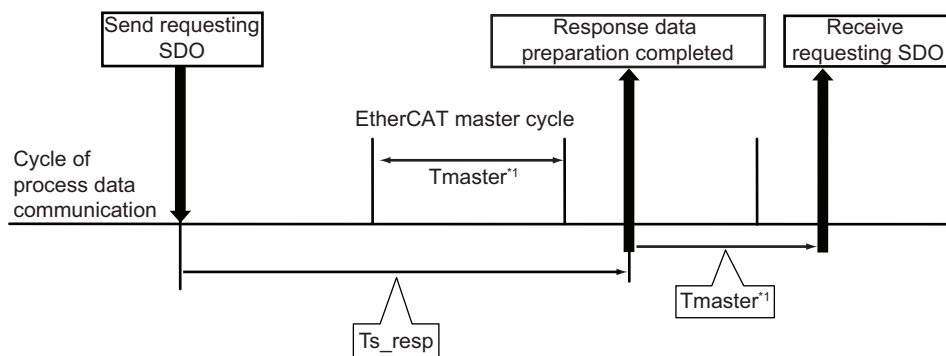 Send requesting
SDO
Response data
preparation completed
Receive
requesting SDO
EtherCAT master cycle
Tmaster*1
Cycle of
process data
communication
Tmaster*1
Ts_resp